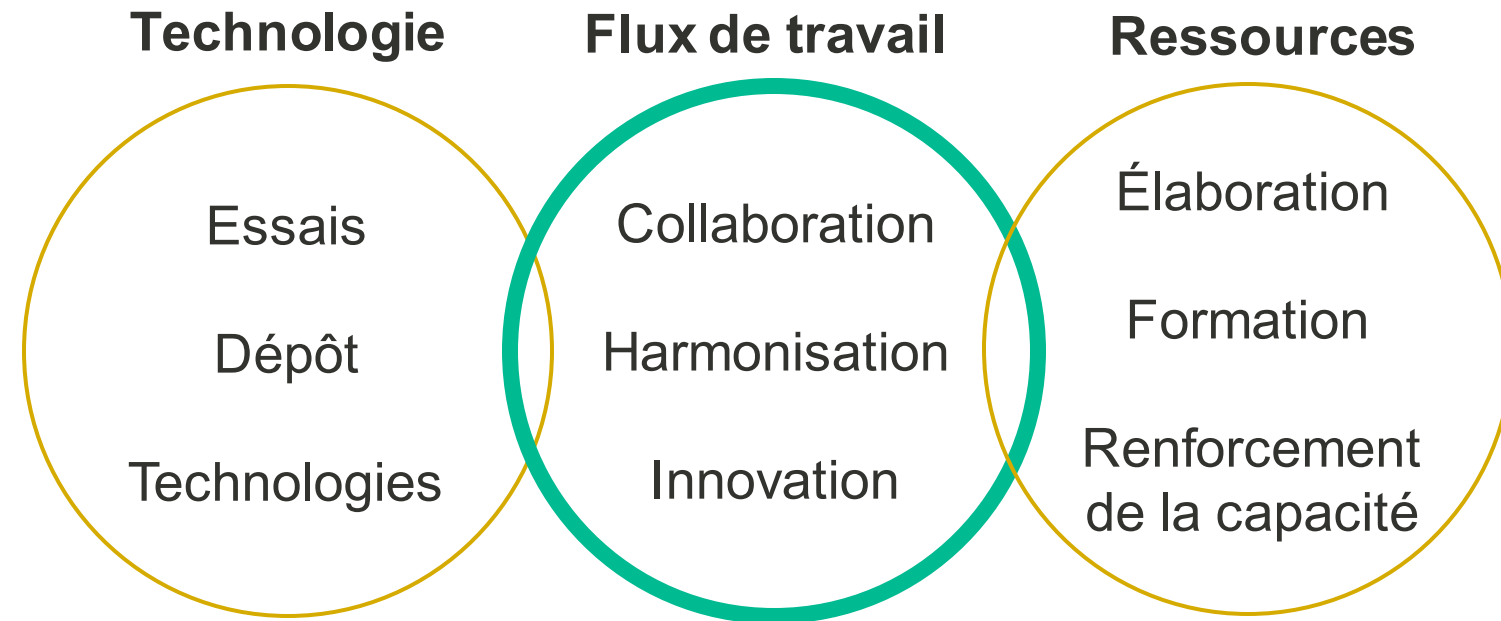 Technologie
Flux de travail
Ressources
Essais
Dépôt
Technologies
Collaboration
Harmonisation
Innovation
Élaboration
Formation
Renforcement
de la capacité